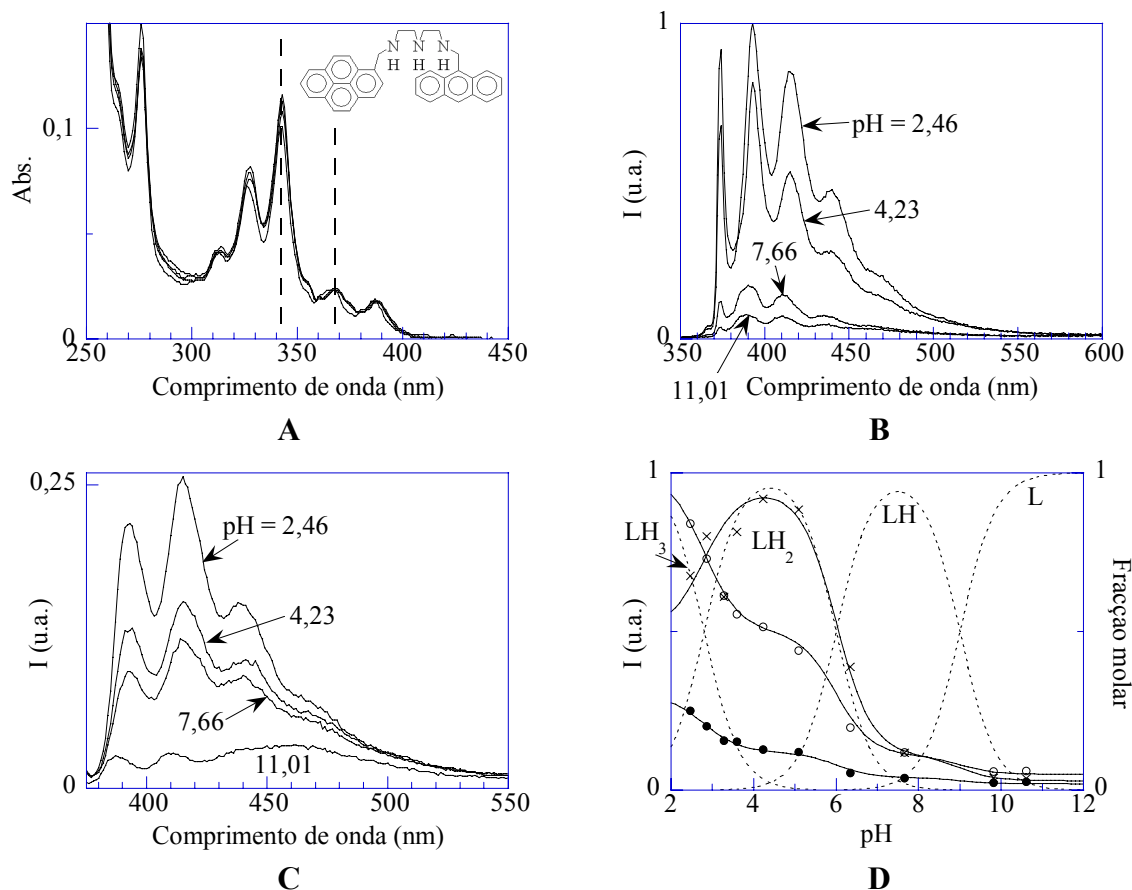 0,1
0
Abs.
250 300 350 400 450
Comprimento de onda (nm)
A
N N N
H H H
1
0
I (u.a.)
pH = 2,46
4,23
7,66
11,01
350 400 450 500 550 600
Comprimento de onda (nm)
B
0,25
0
I (u.a.)
pH = 2,46
4,23
7,66
11,01
400 450 500 550
Comprimento de onda (nm)
C
1
0
I (u.a.)
LH3
LH2
LH
L
1
0
Fracçao molar
2 4 6 8 10 12
pH
D